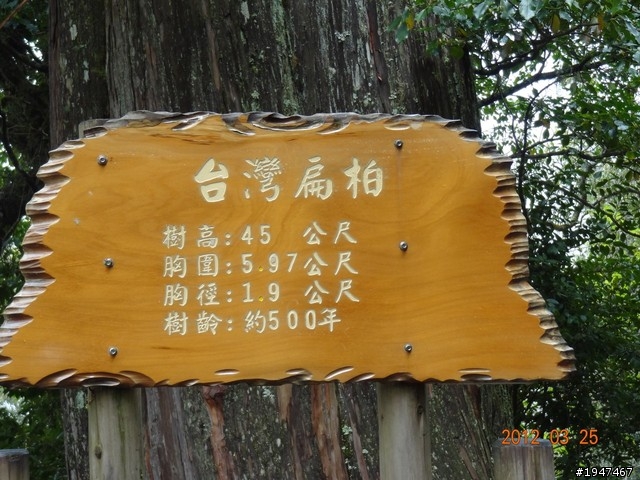 台灣扁柏
樹高:45 公尺
胸圍:5.97公尺
胸徑:1.9 公尺
樹齡:約500年
2012 03 25
#1947467